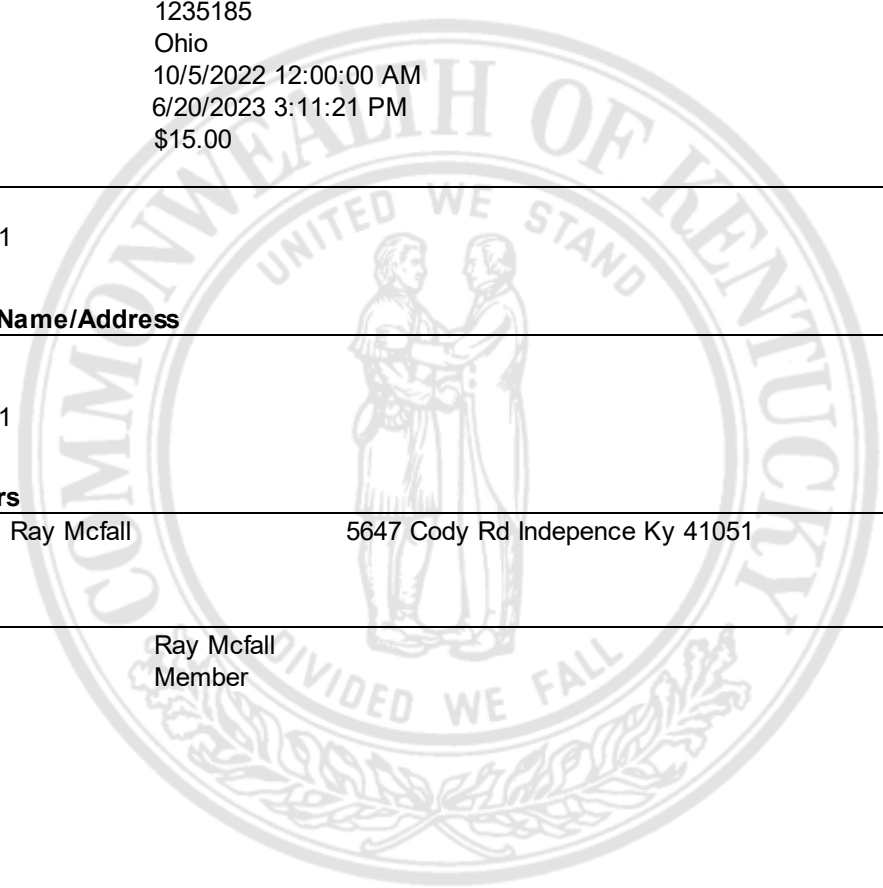 1235185
Ohio
10/5/2022 12:00:00 AM
6/20/2023 3:11:21 PM
$15.00
1
Name/Address
1
rs
Ray Mcfall 5647 Cody Rd Indepence Ky 41051
Ray Mcfall
Member
COMMONWEALTH OF KENTUCKY
UNITED WE STAND
DIVIDED WE FALL